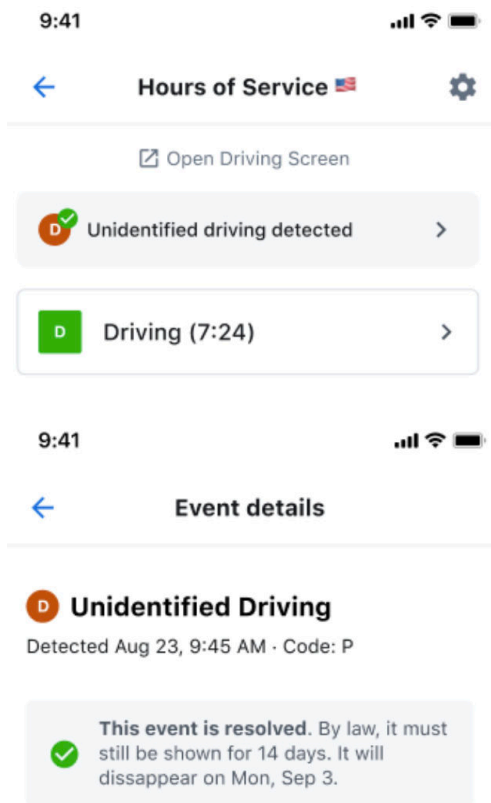 9:41
Hours of Service 🇺🇸
Open Driving Screen
D Unidentified driving detected
D Driving (7:24)
9:41
Event details
D Unidentified Driving
Detected Aug 23, 9:45 AM · Code: P
This event is resolved. By law, it must
still be shown for 14 days. It will
dissappear on Mon, Sep 3.